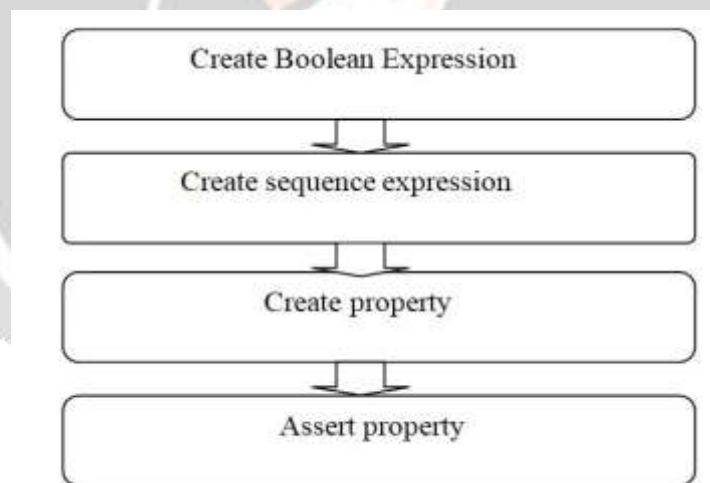 Create Boolean Expression
Create sequence expression
Create property
Assert property